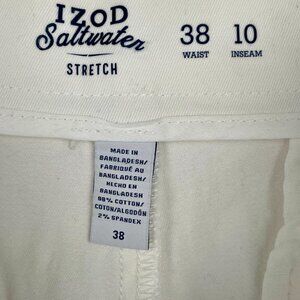 IZOD
Saltwater
STRETCH
38 10
WAIST INSEAM
MADE IN
BANGLADESH/
FABRIQUÉ AU
BANGLADESH/
HECHO EN
BANGLADESH
98% COTTON/
COTON/ALGODÓN
2% SPANDEX
38